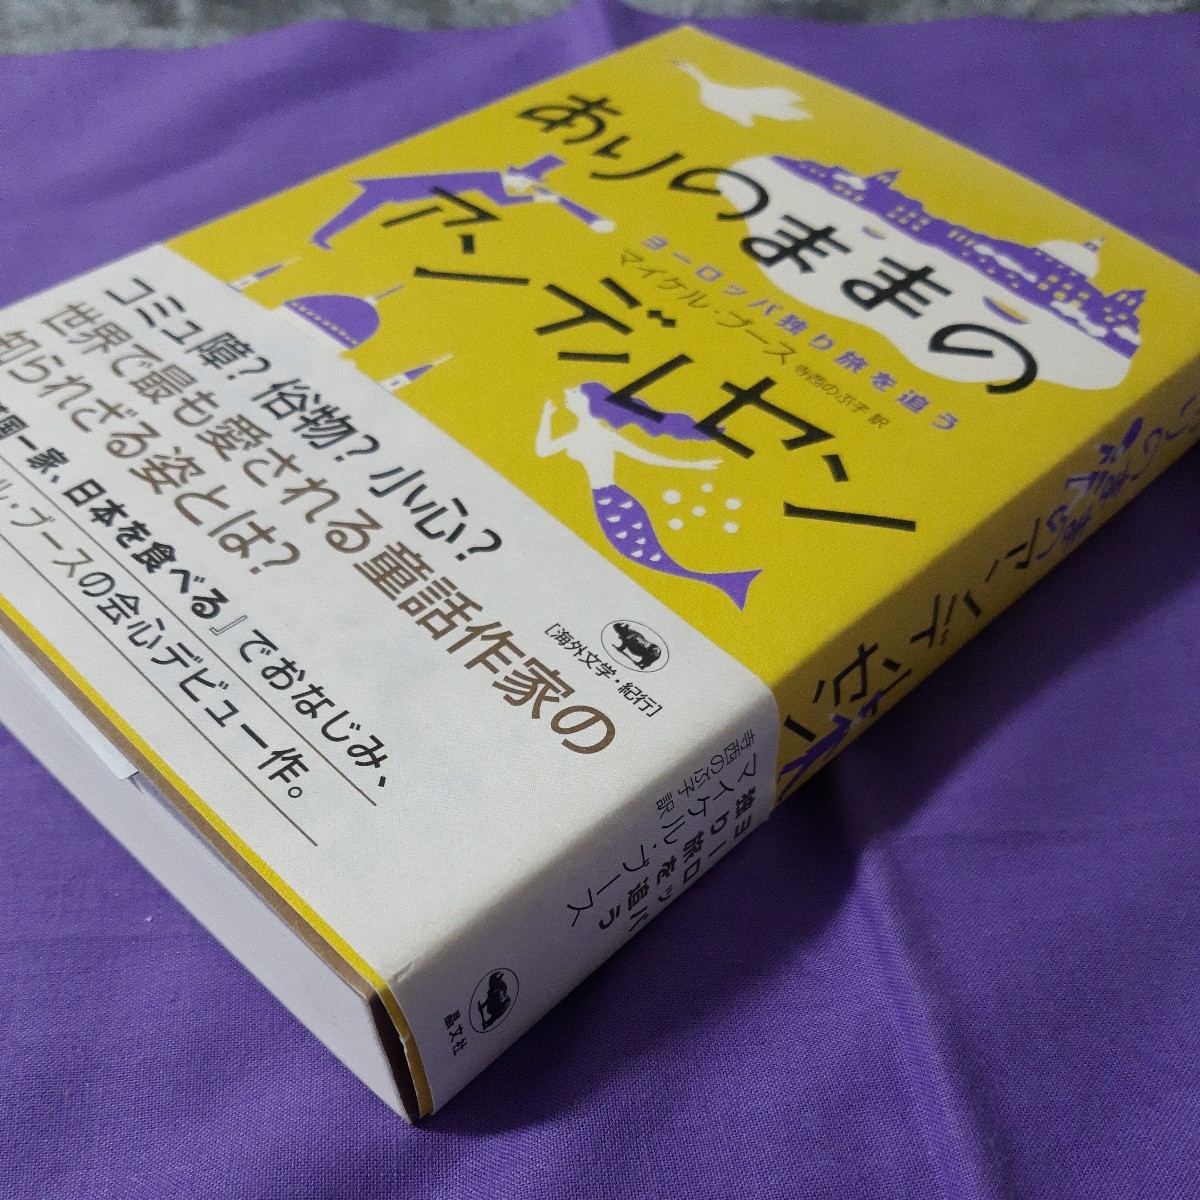 ありのままの
アンデルセン
ヨーロッパ独り旅を追う
マイケル・ブース
寺西のぶ子 訳
コミュ障? 俗物? 小心?
世界で最も愛される童話作家の
知られざる姿とは?
国一家、日本を食べる』でおなじみ、
ル・ブースの会心デビュー作。
[海外文学・紀行]
アンデルセン
ヨーロッパ
独り旅を追う
マイケル・ブース
寺西のぶ子 訳
晶文社